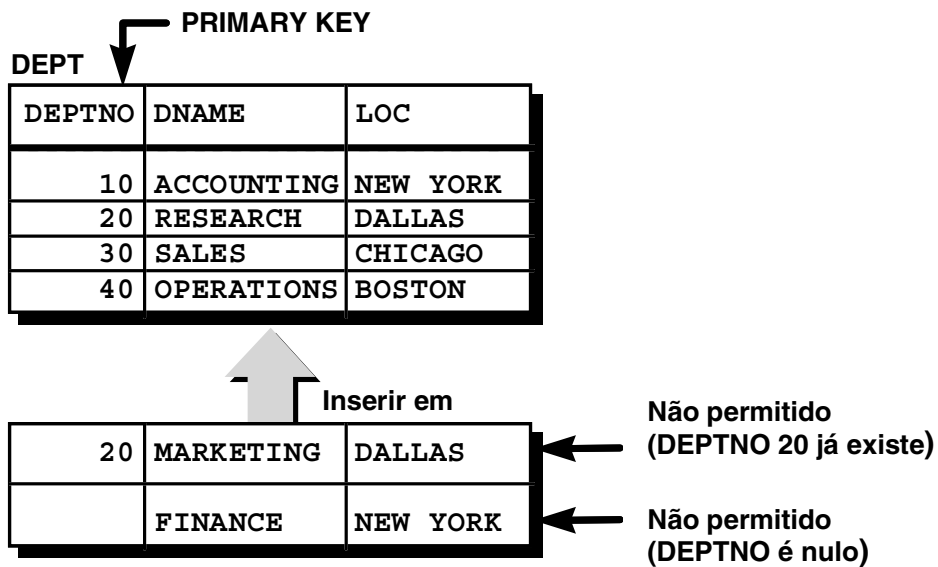 PRIMARY KEY
DEPT
DEPTNO DNAME LOC
10 ACCOUNTING NEW YORK
20 RESEARCH DALLAS
30 SALES CHICAGO
40 OPERATIONS BOSTON
Inserir em
20 MARKETING DALLAS
Não permitido
(DEPTNO 20 já existe)
FINANCE NEW YORK
Não permitido
(DEPTNO é nulo)